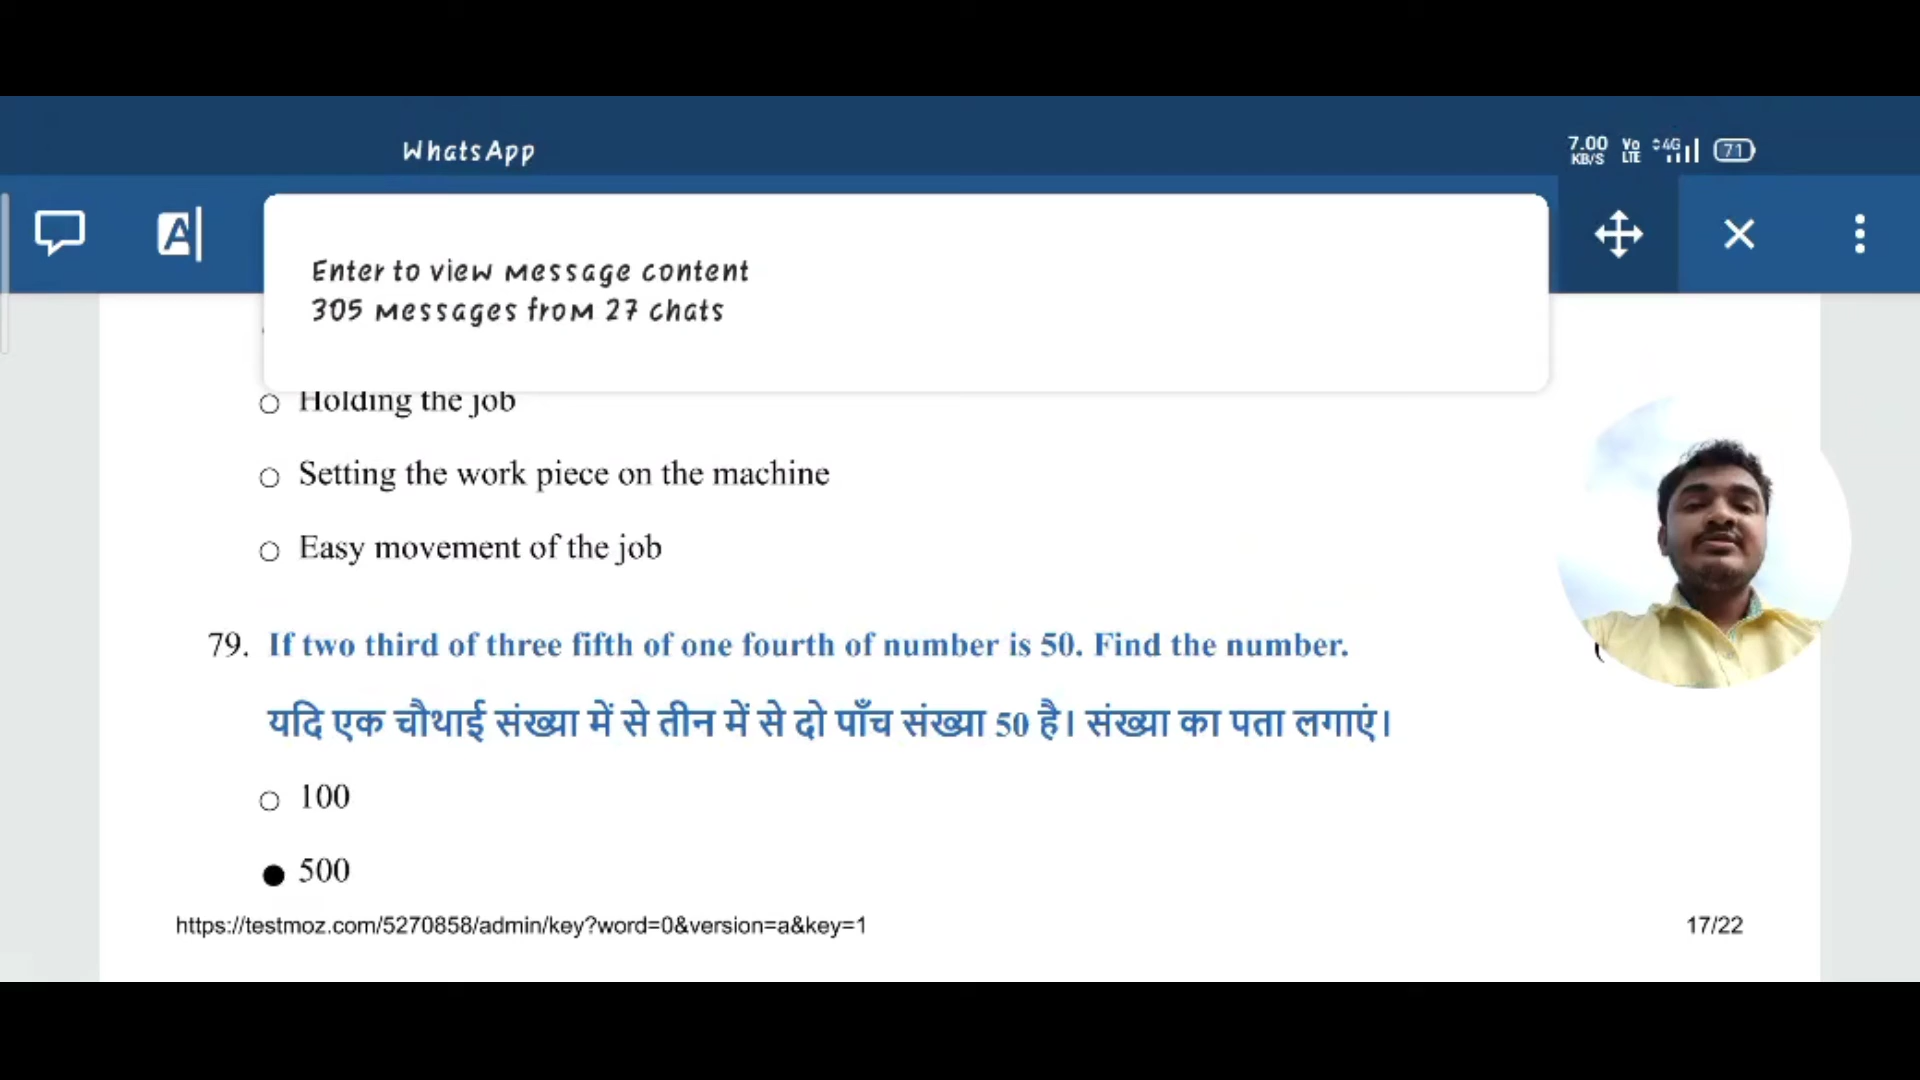 WhatsApp
7.00 KB/S Vo LTE 4G 71
A
Enter to view message content
305 messages from 27 chats
Holding the job
Setting the work piece on the machine
Easy movement of the job
79. If two third of three fifth of one fourth of number is 50. Find the number.
यदि एक चौथाई संख्या में से तीन में से दो पाँच संख्या 50 है। संख्या का पता लगाएं।
100
500
https://testmoz.com/5270858/admin/key?word=0&version=a&key=1
17/22